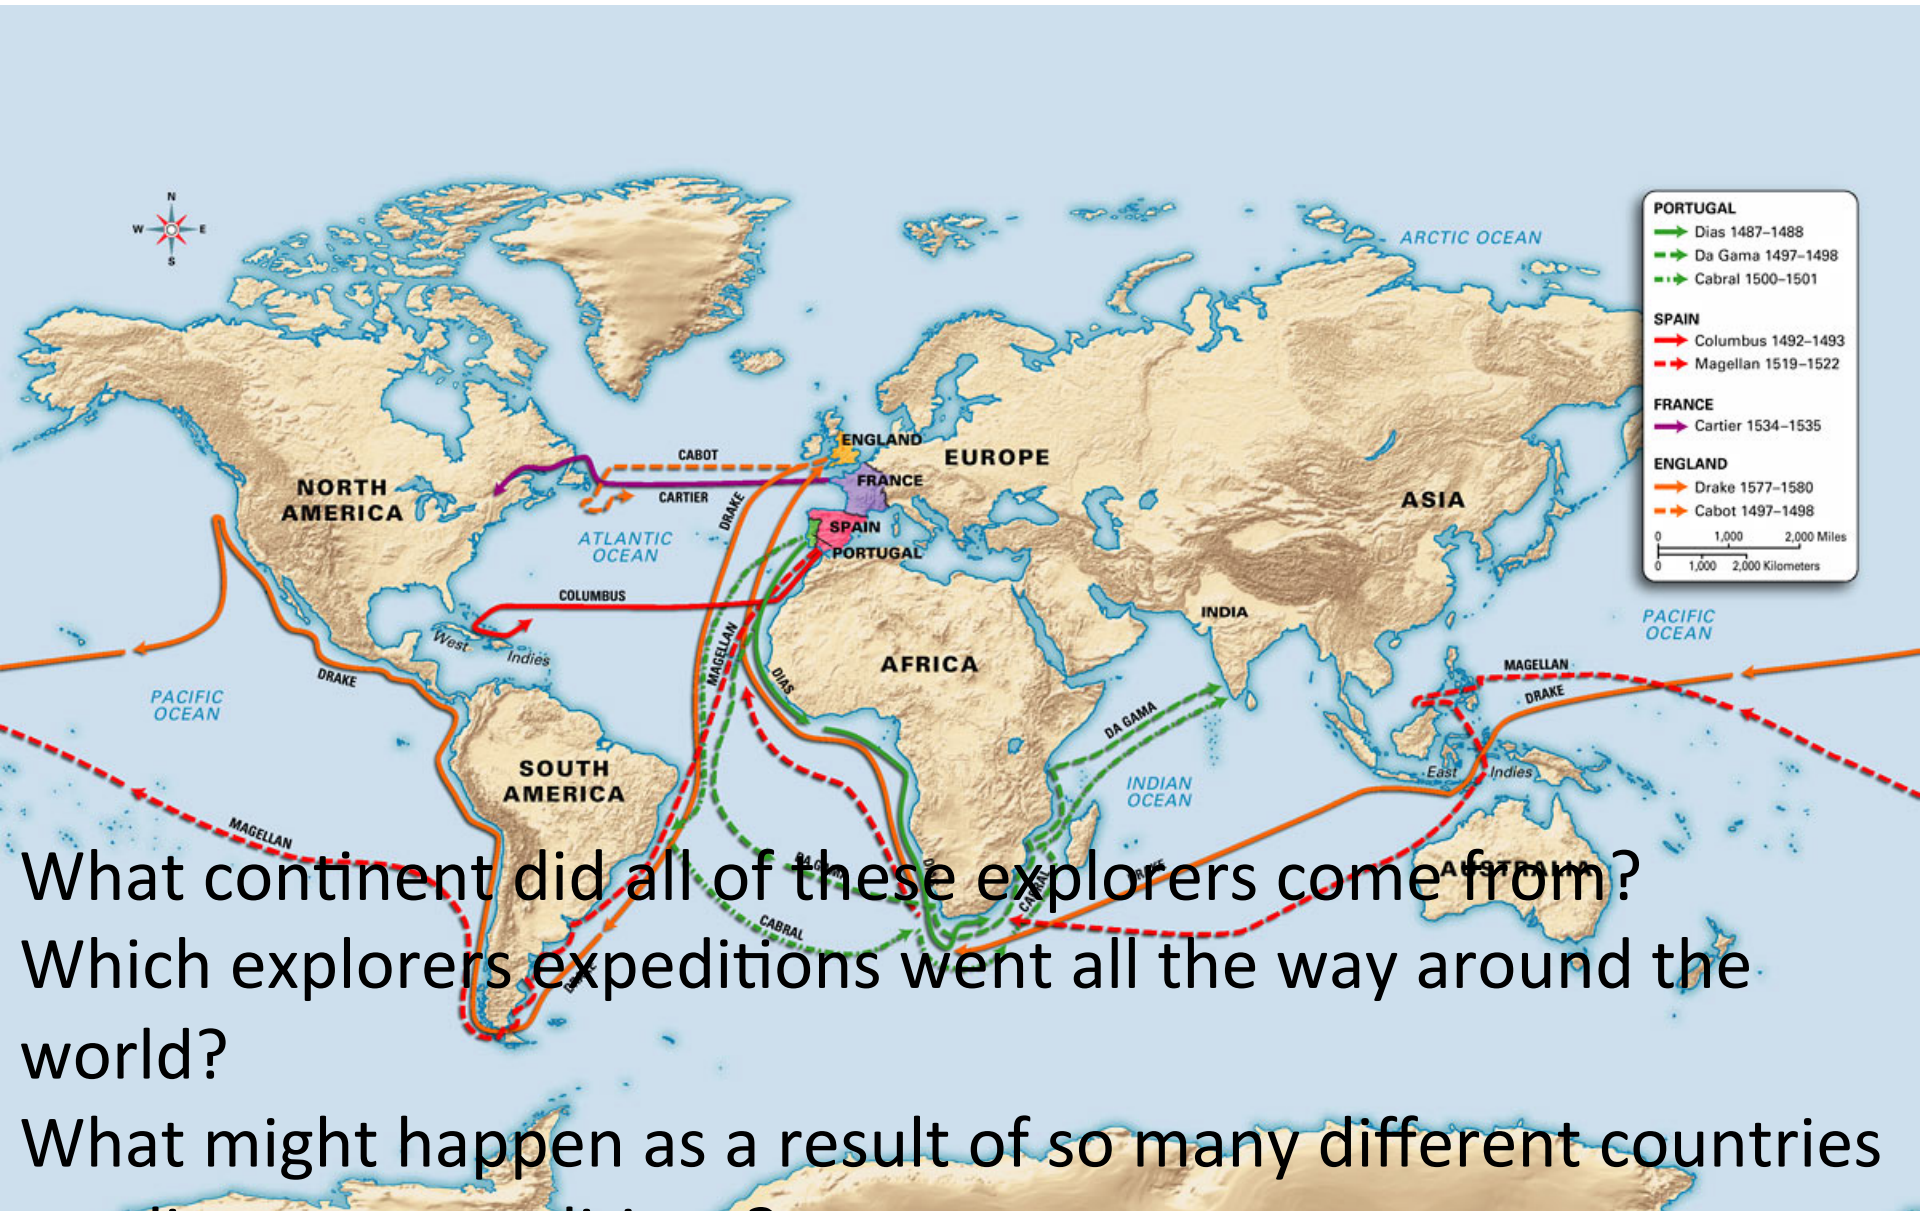 N
W E
S
ARCTIC OCEAN
PORTUGAL
Dias 1487–1488
Da Gama 1497–1498
Cabral 1500–1501
SPAIN
Columbus 1492–1493
Magellan 1519–1522
FRANCE
Cartier 1534–1535
ENGLAND
Drake 1577–1580
Cabot 1497–1498
0 1,000 2,000 Miles
0 1,000 2,000 Kilometers
ENGLAND
CABOT
EUROPE
FRANCE
NORTH
AMERICA
CARTIER
DRAKE
ASIA
SPAIN
ATLANTIC
OCEAN
PORTUGAL
COLUMBUS
INDIA
PACIFIC
OCEAN
West
Indies
MAGELLAN
AFRICA
MAGELLAN
DRAKE
DIAS
DRAKE
PACIFIC
OCEAN
DA GAMA
SOUTH
AMERICA
East Indies
INDIAN
OCEAN
MAGELLAN
DA GAMA
DRAKE
AUSTRALIA
CABRAL
CABRAL
What continent did all of these explorers come from?
Which explorers expeditions went all the way around the
world?
What might happen as a result of so many different countries